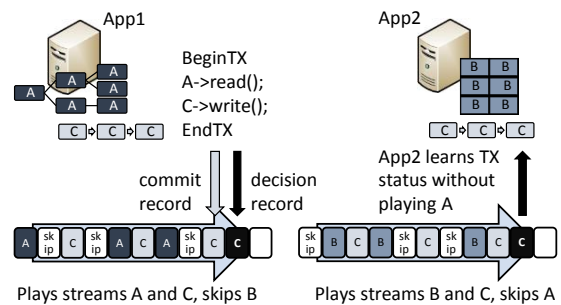 App1
App2
A
A
A
A
A
A
C
C
C
BeginTX
A->read();
C->write();
EndTX
B
B
B
B
B
B
C
C
C
commit
record
decision
record
App2 learns TX
status without
playing A
A
sk
ip
C
sk
ip
A
C
A
sk
ip
C
C
sk
ip
B
C
B
sk
ip
C
sk
ip
B
C
C
Plays streams A and C, skips B
Plays streams B and C, skips A